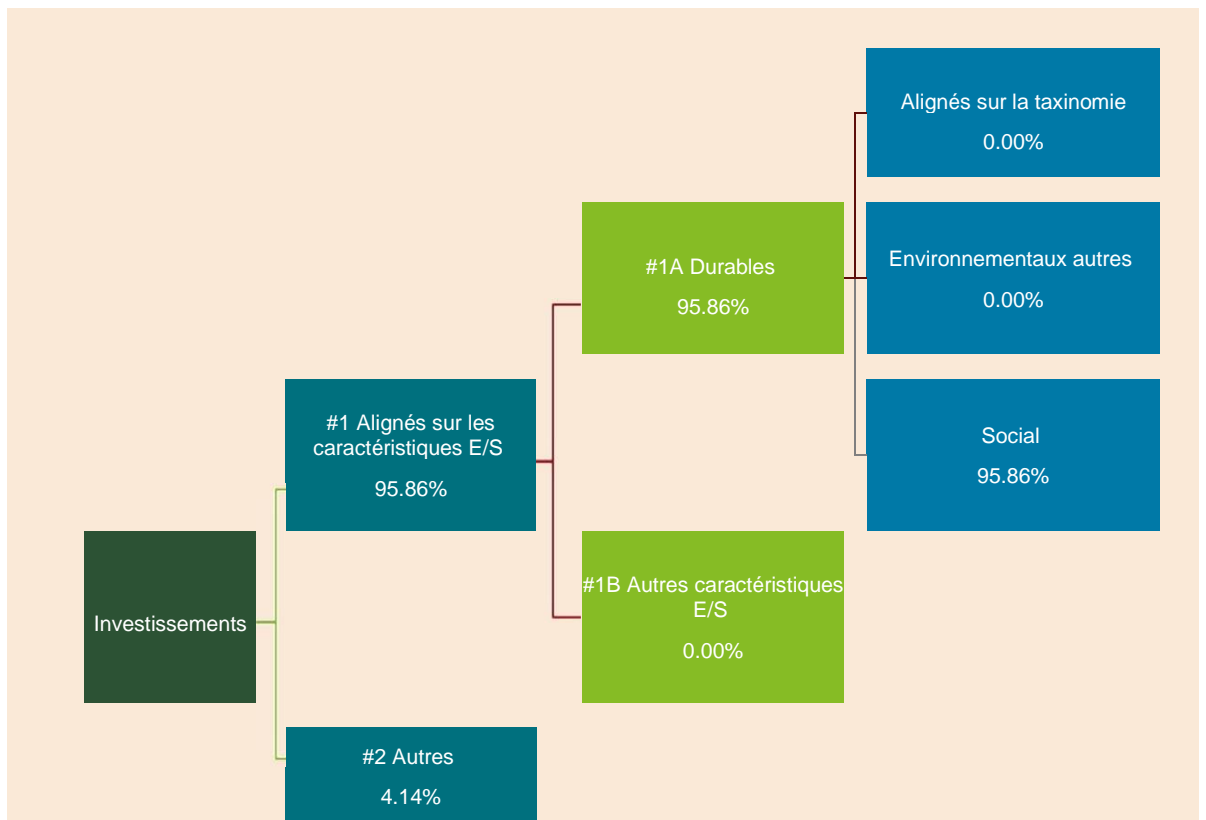 Alignés sur la taxinomie
0.00%
#1A Durables
95.86%
Environnementaux autres
0.00%
#1 Alignés sur les
caractéristiques E/S
95.86%
Social
95.86%
Investissements
#1B Autres caractéristiques
E/S
0.00%
#2 Autres
4.14%